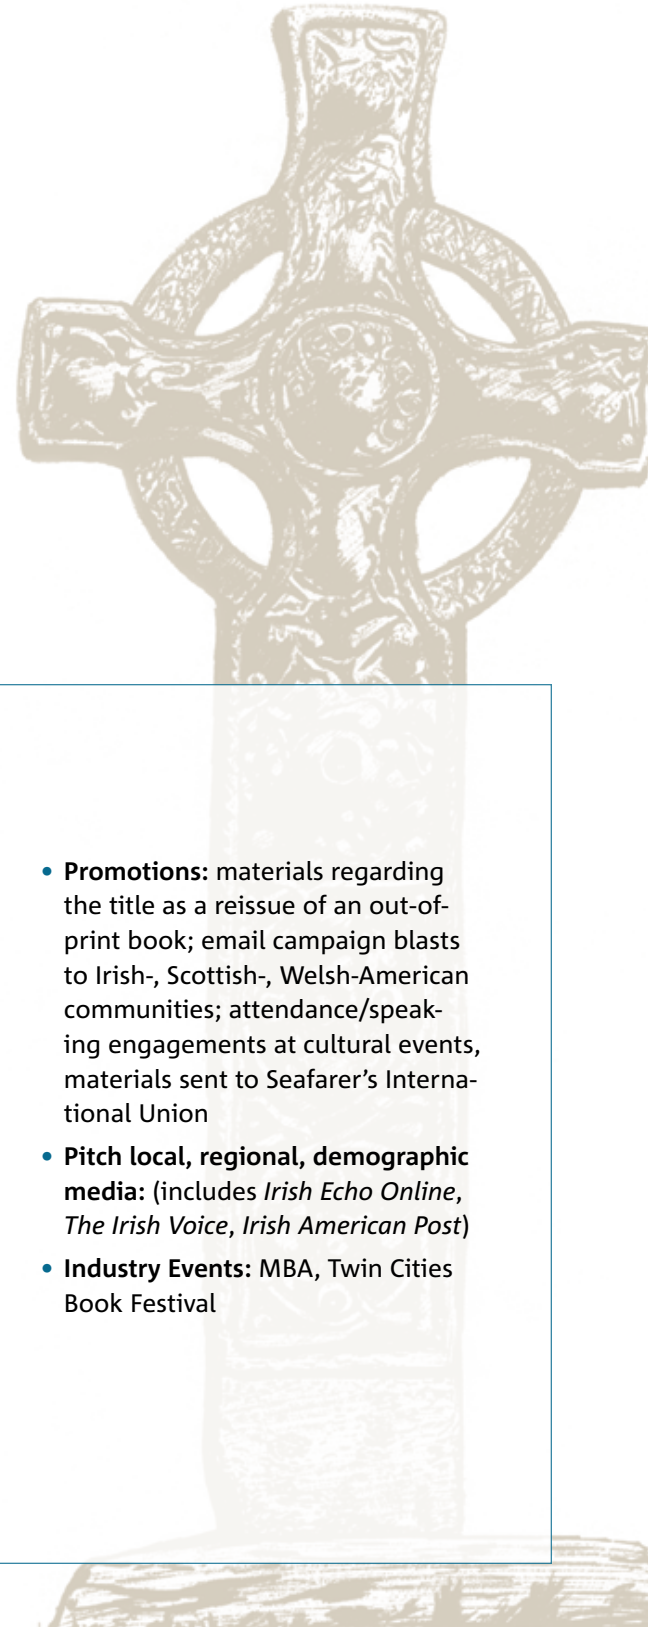 • Promotions: materials regarding
the title as a reissue of an out-of-
print book; email campaign blasts
to Irish-, Scottish-, Welsh-American
communities; attendance/speak-
ing engagements at cultural events,
materials sent to Seafarer’s Interna-
tional Union
• Pitch local, regional, demographic
media: (includes Irish Echo Online,
The Irish Voice, Irish American Post)
• Industry Events: MBA, Twin Cities
Book Festival